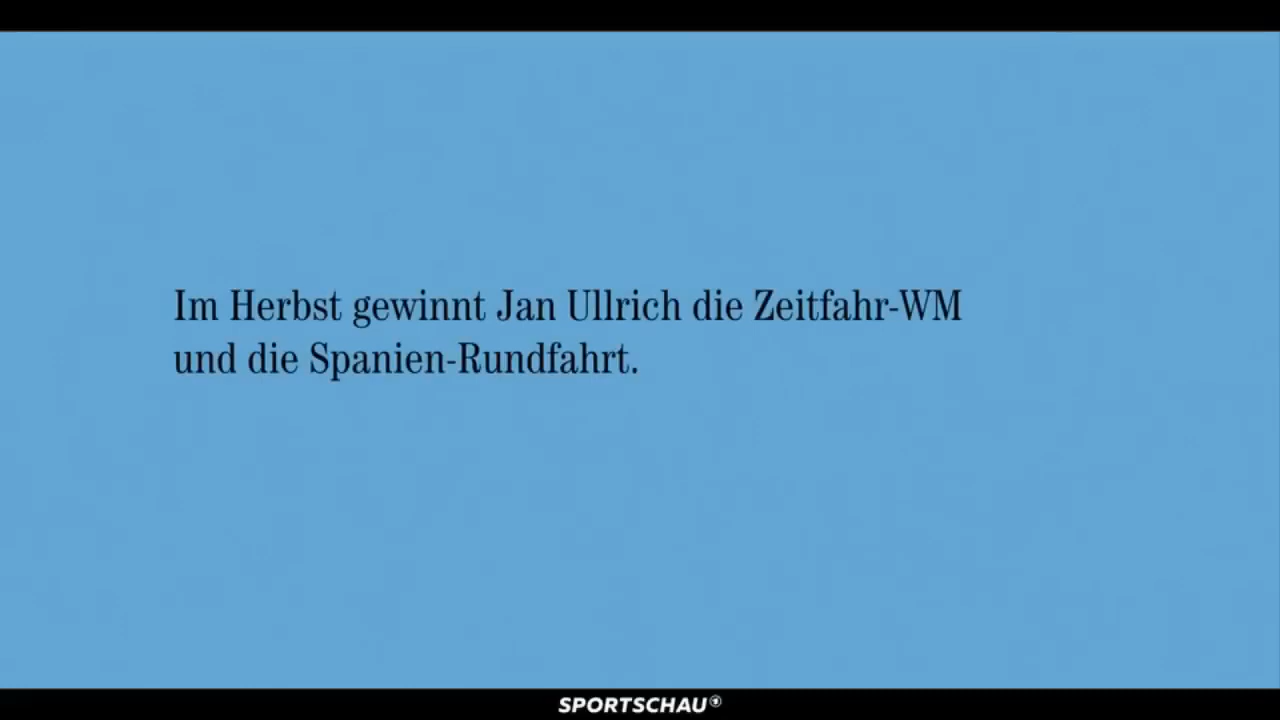 Im Herbst gewinnt Jan Ullrich die Zeitfahr-WM
und die Spanien-Rundfahrt.
SPORTSCHAU